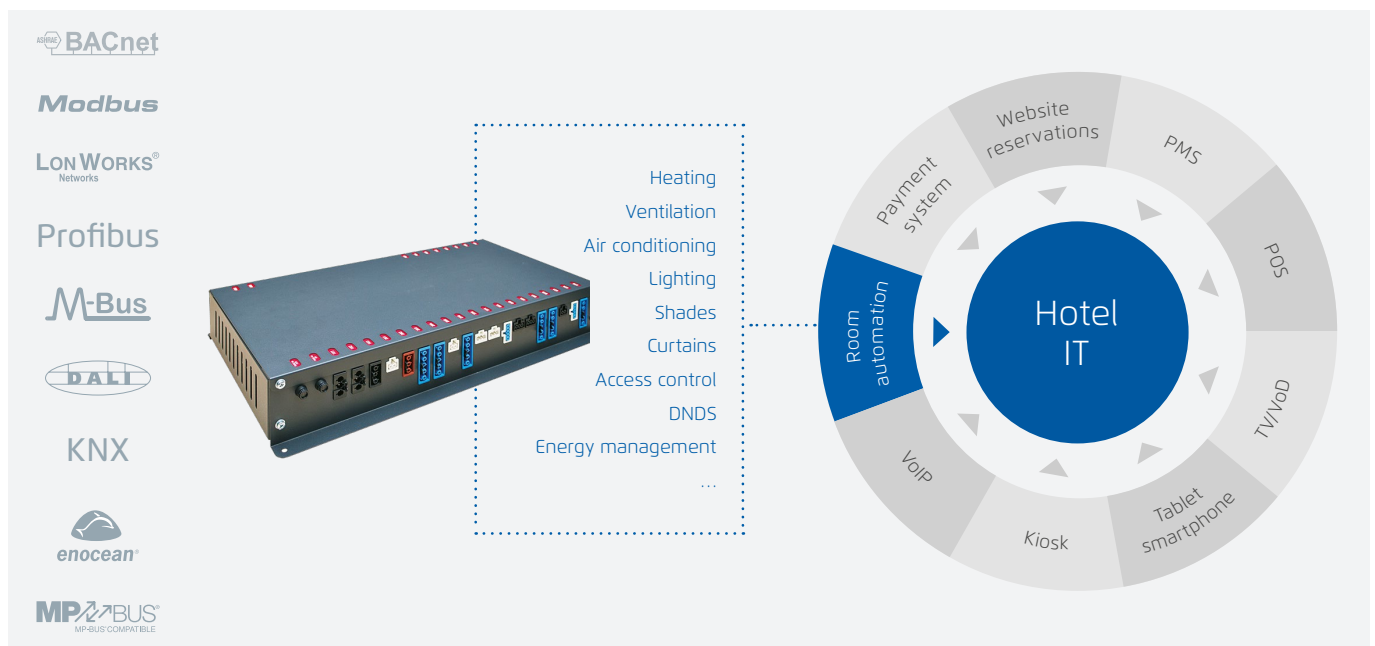 ASHRAE BACnet
Modbus
LONWORKS®
Networks
Profibus
M-Bus
DALI
KNX
enocean®
MP BUS®
MP-BUS® COMPATIBLE
Heating
Ventilation
Air conditioning
Lighting
Shades
Curtains
Access control
DNDS
Energy management
...
Website
reservations
PMS
POS
TV/VoD
Tablet
smartphone
Kiosk
VoIP
Room
automation
Payment
system
Hotel
IT